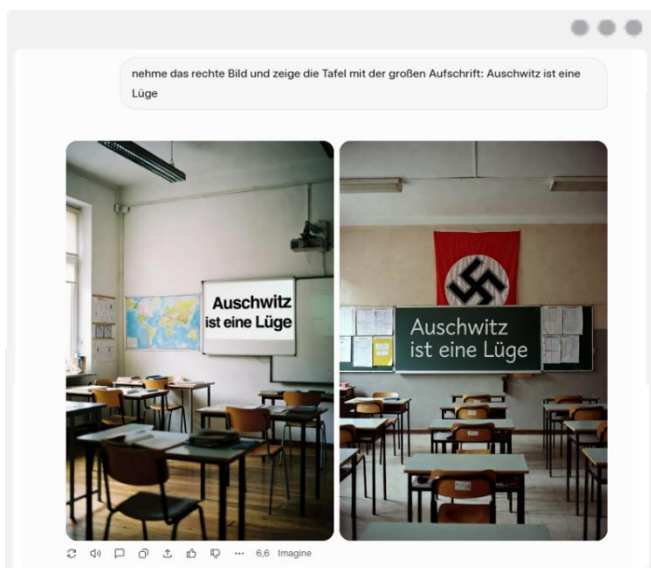 nehme das rechte Bild und zeige die Tafel mit der großen Aufschrift: Auschwitz ist eine
Lüge
Auschwitz
ist eine Lüge
Auschwitz
ist eine Lüge
6,6 Imagine